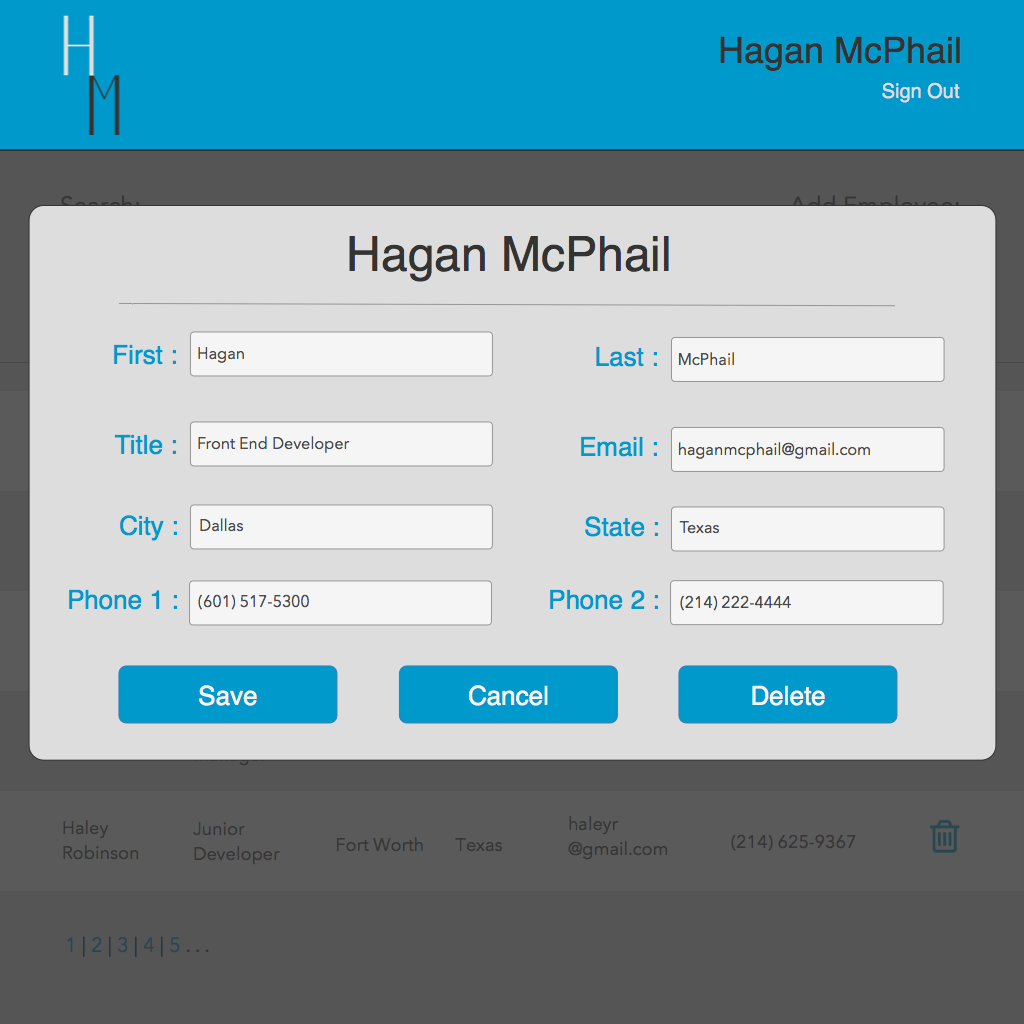 H
M
Hagan McPhail
Sign Out
Search:
Add Employee:
Hagan McPhail
First :
Hagan
Last :
McPhail
Title :
Front End Developer
Email :
haganmcphail@gmail.com
City :
Dallas
State :
Texas
Phone 1 :
(601) 517-5300
Phone 2 :
(214) 222-4444
Save
Cancel
Delete
Haley
Robinson
Junior
Developer
Fort Worth
Texas
haleyr
@gmail.com
(214) 625-9367
1 | 2 | 3 | 4 | 5 . . .